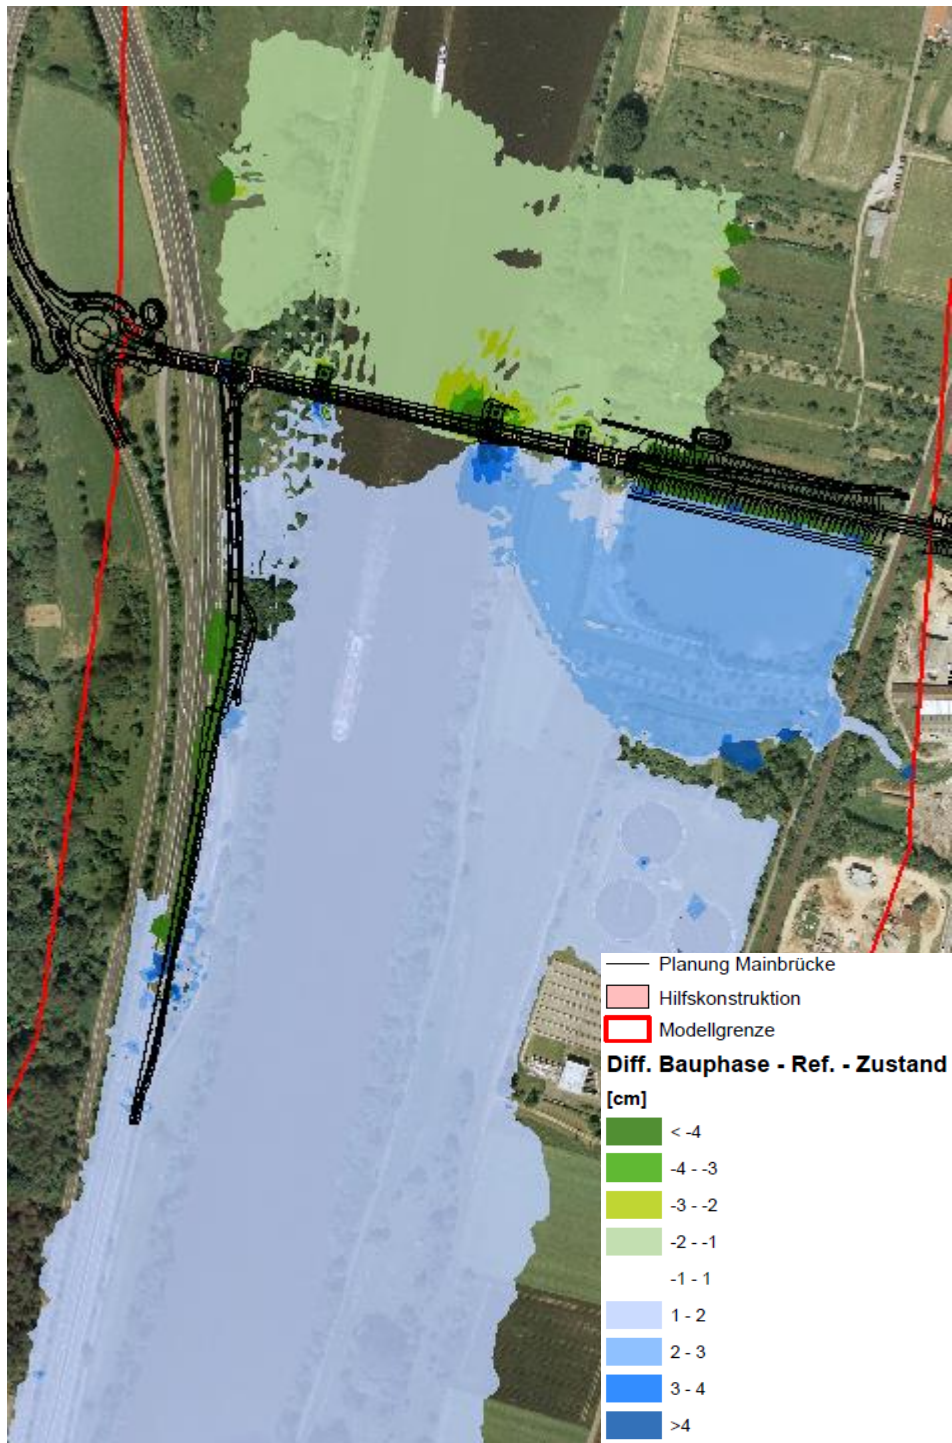 Planung Mainbrücke
Hilfskonstruktion
Modellgrenze
Diff. Bauphase - Ref. - Zustand
[cm]
< -4
-4 - -3
-3 - -2
-2 - -1
-1 - 1
1 - 2
2 - 3
3 - 4
>4